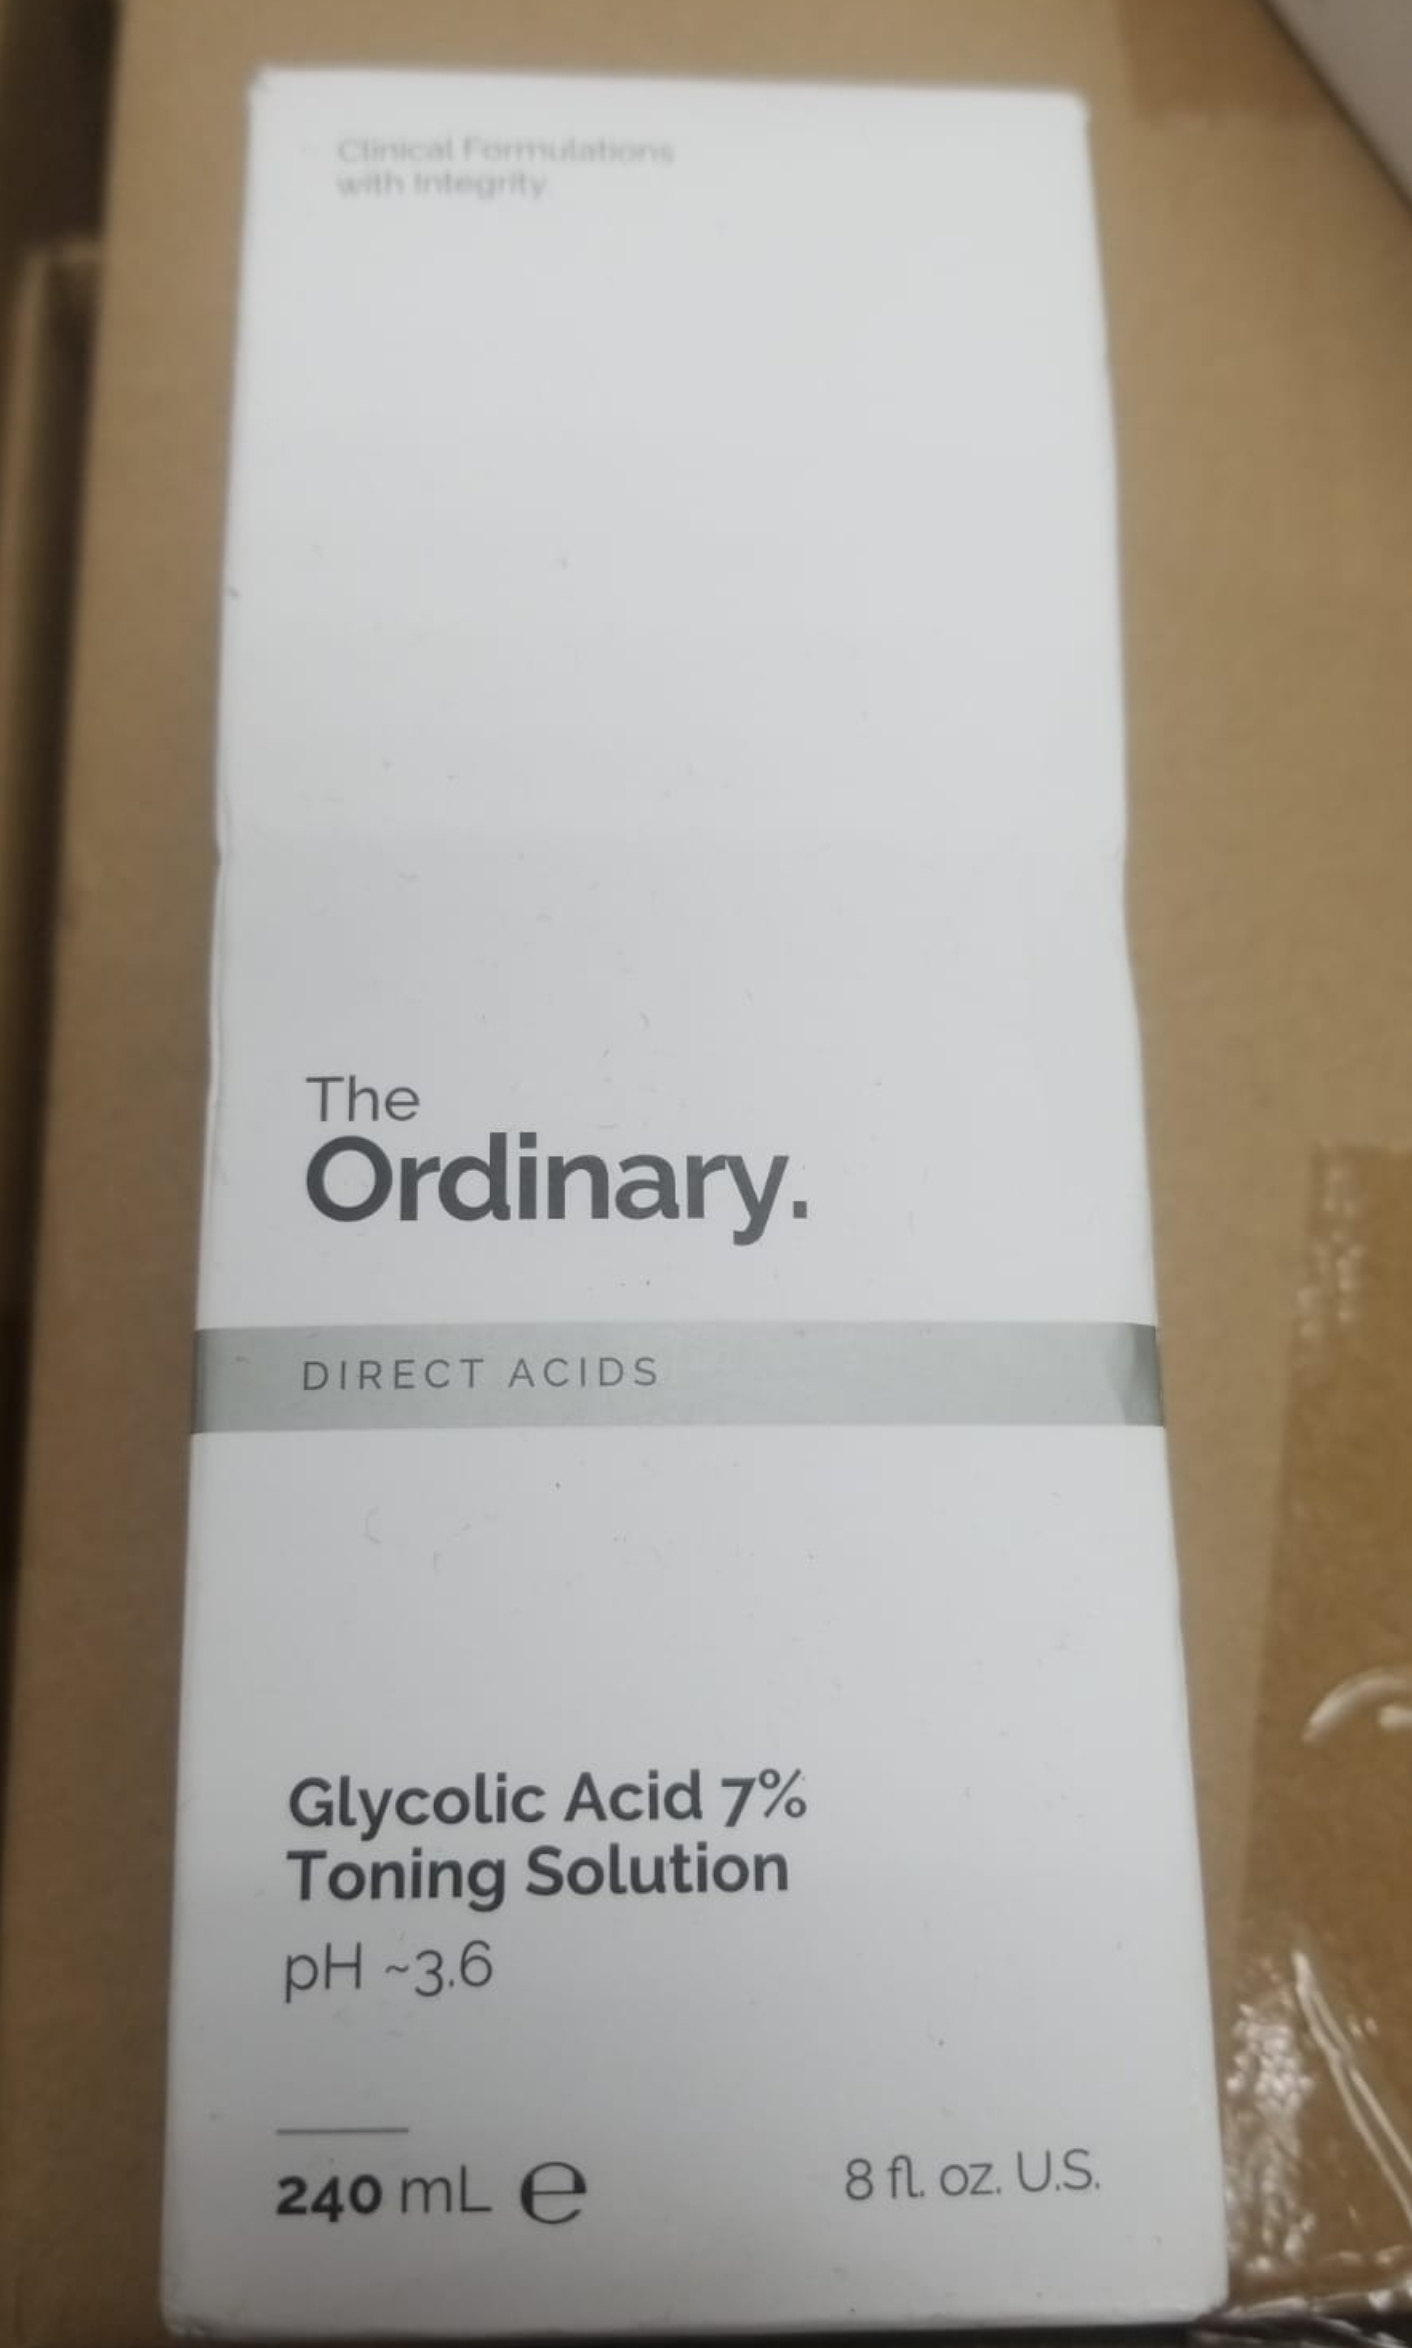 Clinical Formulations
with Integrity
The
Ordinary.
DIRECT ACIDS
Glycolic Acid 7%
Toning Solution
pH ~3.6
240 mL ℮
8 fl. oz. U.S.